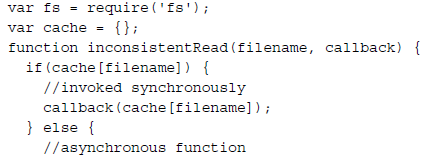 var fs = require('fs');
var cache = {};
function inconsistentRead(filename, callback) {
  if(cache[filename]) {
    //invoked synchronously
    callback(cache[filename]);
  } else {
    //asynchronous function